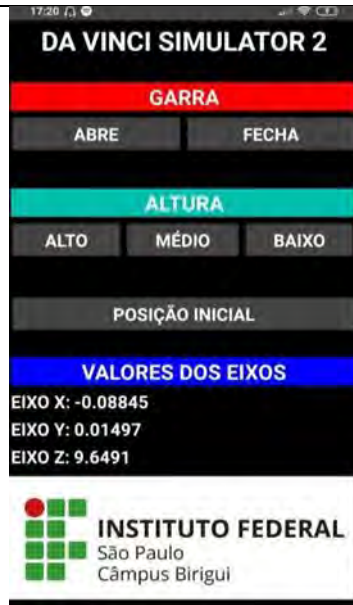 17:20
DA VINCI SIMULATOR 2
GARRA
ABRE FECHA
ALTURA
ALTO MÉDIO BAIXO
POSIÇÃO INICIAL
VALORES DOS EIXOS
EIXO X: -0.08845
EIXO Y: 0.01497
EIXO Z: 9.6491
INSTITUTO FEDERAL
São Paulo
Câmpus Birigui